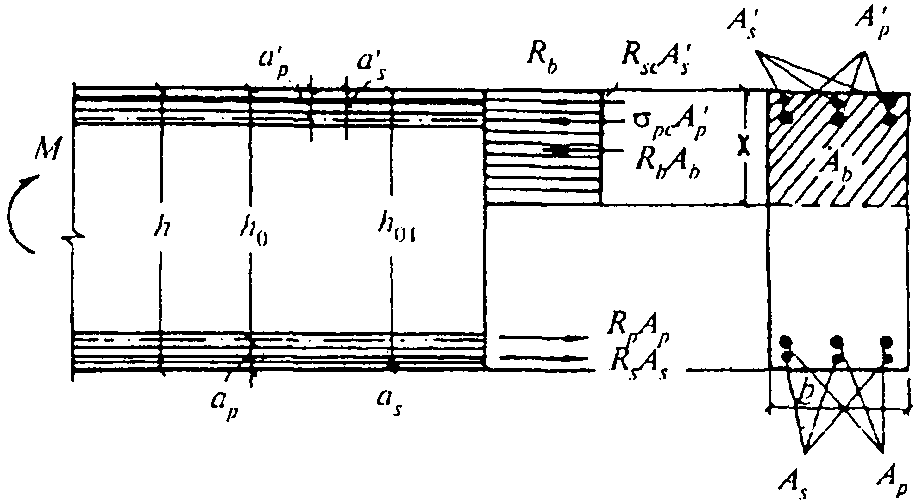 A′s A′p
a′p a′s Rb RscA′s
σpcA′p
M RbAb x Ab
h h0 h01
RpAp
RsAs
ap as b
As Ap